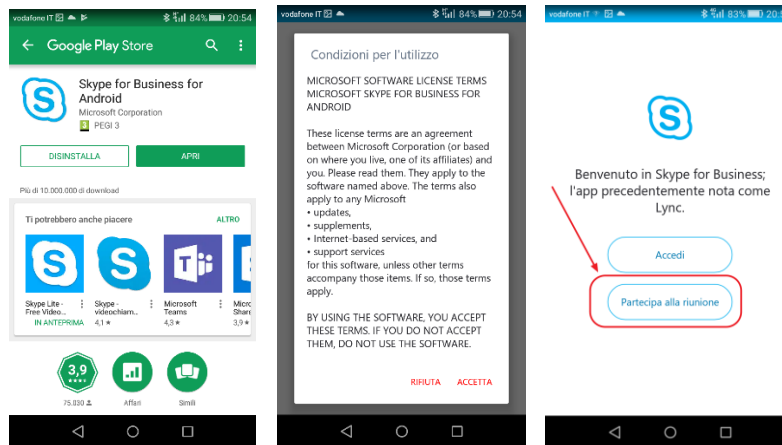 vodafone IT 84% 20:54
Google Play Store
Skype for Business for
Android
Microsoft Corporation
PEGI 3
DISINSTALLA APRI
Più di 10.000.000 di download
Ti potrebbero anche piacere ALTRO
Skype Lite - Skype - Microsoft Micro
Free Video... videochiam.. Teams Share
IN ANTEPRIMA 4,1 ★ 4,3 ★ 3,9 ★
3,9
75.030 Affari Simili
vodafone IT 84% 20:54
Condizioni per l'utilizzo
MICROSOFT SOFTWARE LICENSE TERMS
MICROSOFT SKYPE FOR BUSINESS FOR
ANDROID
These license terms are an agreement
between Microsoft Corporation (or based
on where you live, one of its affiliates) and
you. Please read them. They apply to the
software named above. The terms also
apply to any Microsoft
• updates,
• supplements,
• Internet-based services, and
• support services
for this software, unless other terms
accompany those items. If so, those terms
apply.
BY USING THE SOFTWARE, YOU ACCEPT
THESE TERMS. IF YOU DO NOT ACCEPT
THEM, DO NOT USE THE SOFTWARE.
RIFIUTA ACCETTA
vodafone IT 83% 20:5
Benvenuto in Skype for Business;
l'app precedentemente nota come
Lync.
Accedi
Partecipa alla riunione